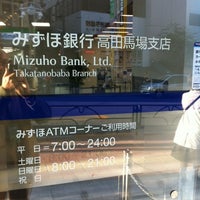 みずほ銀行 高田馬場支店
Mizuho Bank, Ltd.
Takatanobaba Branch
みずほATMコーナーご利用時間
平日=7:00〜24:00
土曜日=8:00〜21:00
日曜日
祝日